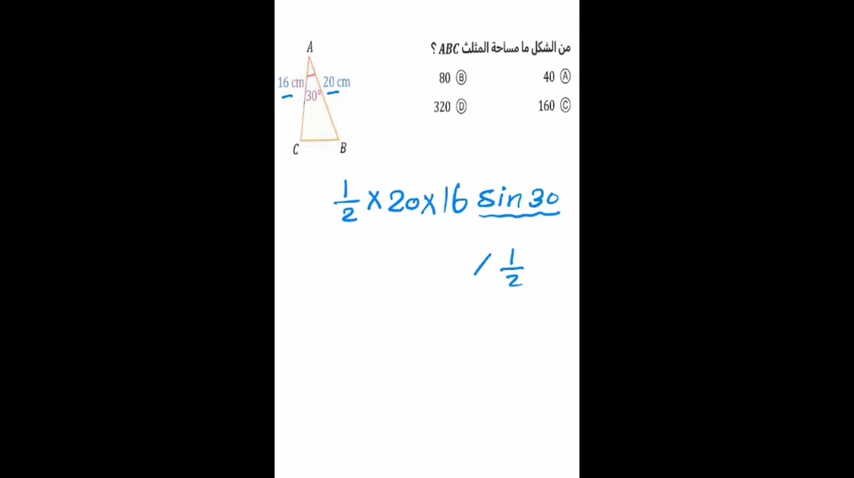 من الشكل ما مساحة المثلث ABC ؟
A 40
B 80
C 160
D 320
A
16 cm
20 cm
30°
C
B
1/2 × 20 × 16 sin 30
/ 1/2